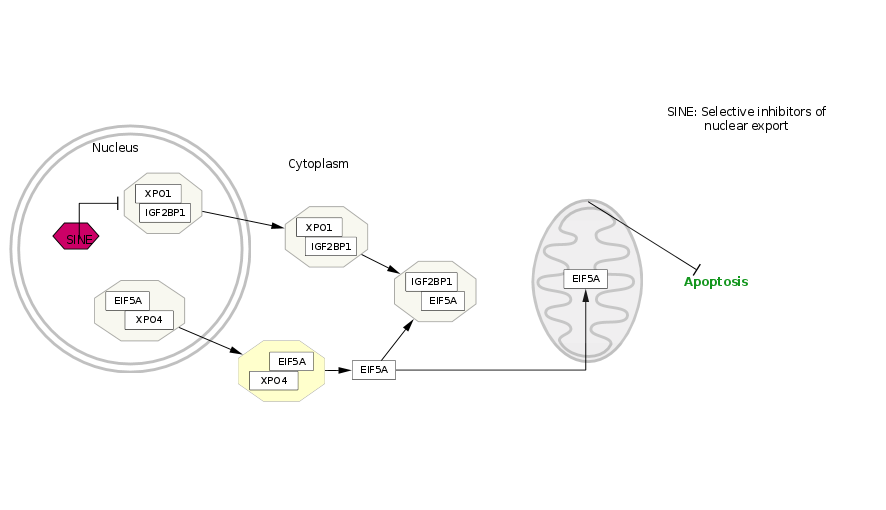 SINE: Selective inhibitors of
nuclear export
Nucleus
Cytoplasm
XPO1
IGF2BP1
SINE
XPO1
IGF2BP1
IGF2BP1
EIF5A
EIF5A
Apoptosis
EIF5A
XPO4
EIF5A
XPO4
EIF5A